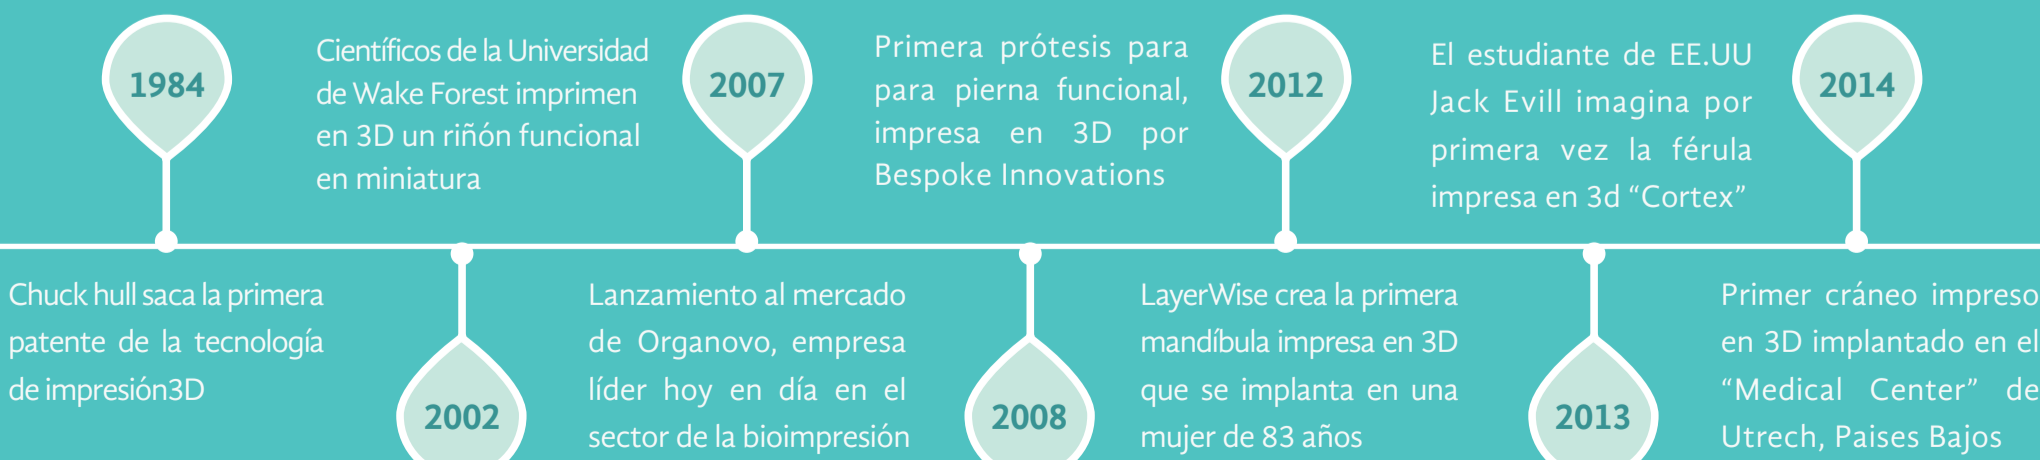 1984
Chuck hull saca la primera
patente de la tecnología
de impresión3D
Científicos de la Universidad
de Wake Forest imprimen
en 3D un riñón funcional
en miniatura
2002
2007
Lanzamiento al mercado
de Organovo, empresa
líder hoy en día en el
sector de la bioimpresión
Primera prótesis para
para pierna funcional,
impresa en 3D por
Bespoke Innovations
2008
2012
LayerWise crea la primera
mandíbula impresa en 3D
que se implanta en una
mujer de 83 años
El estudiante de EE.UU
Jack Evill imagina por
primera vez la férula
impresa en 3d “Cortex”
2013
2014
Primer cráneo impreso
en 3D implantado en el
“Medical Center” de
Utrech, Paises Bajos